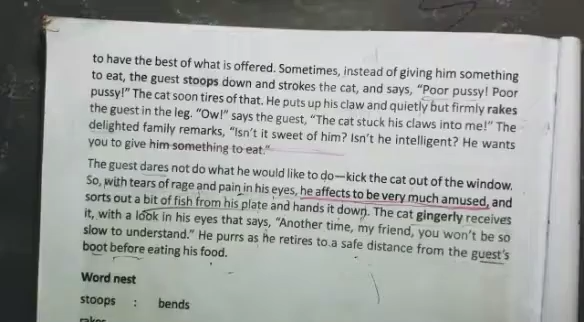 to have the best of what is offered. Sometimes, instead of giving him something
to eat, the guest stoops down and strokes the cat, and says, “Poor pussy! Poor
pussy!” The cat soon tires of that. He puts up his claw and quietly but firmly rakes
the guest in the leg. “Ow!” says the guest, “The cat stuck his claws into me!” The
delighted family remarks, “Isn’t it sweet of him? Isn’t he intelligent? He wants
you to give him something to eat.”
The guest dares not do what he would like to do—kick the cat out of the window.
So, with tears of rage and pain in his eyes, he affects to be very much amused, and
sorts out a bit of fish from his plate and hands it down. The cat gingerly receives
it, with a look in his eyes that says, “Another time, my friend, you won’t be so
slow to understand.” He purrs as he retires to a safe distance from the guest’s
boot before eating his food.
Word nest
stoops : bends
rakes